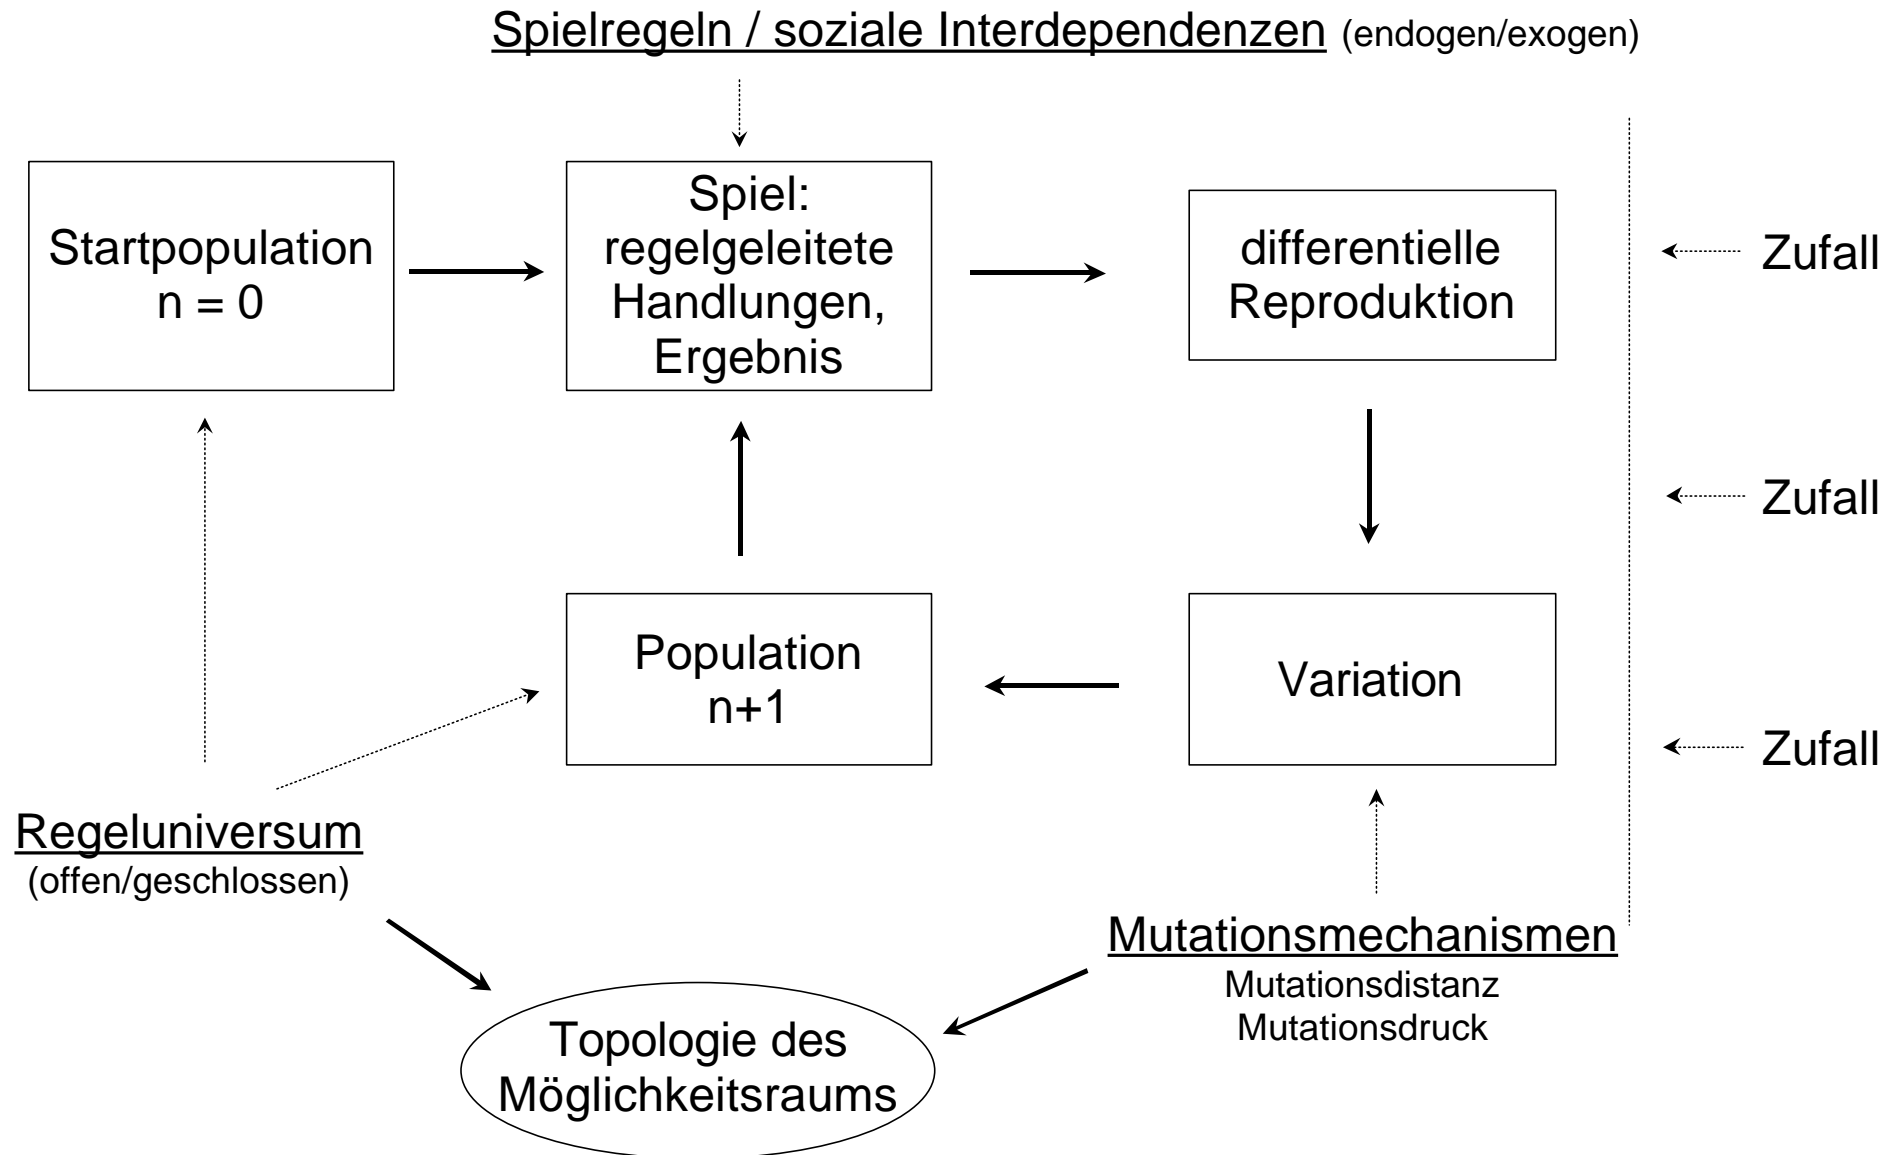 Spielregeln / soziale Interdependenzen (endogen/exogen)
Startpopulation
n = 0
Spiel:
regelgeleitete
Handlungen,
Ergebnis
differentielle
Reproduktion
Zufall
Zufall
Population
n+1
Variation
Zufall
Regeluniversum
(offen/geschlossen)
Mutationsmechanismen
Mutationsdistanz
Mutationsdruck
Topologie des
Möglichkeitsraums